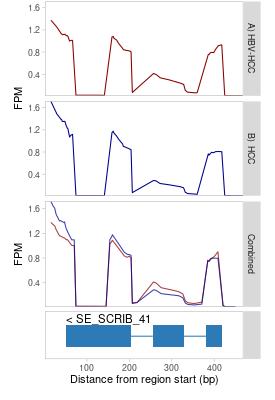 1.6
1.2
0.8
0.4
A) HBV-HCC
1.6
1.2
0.8
0.4
B) HCC
FPM
1.6
1.2
0.8
0.4
Combined
FPM
< SE_SCRIB_41
100
200
300
400
Distance from region start (bp)